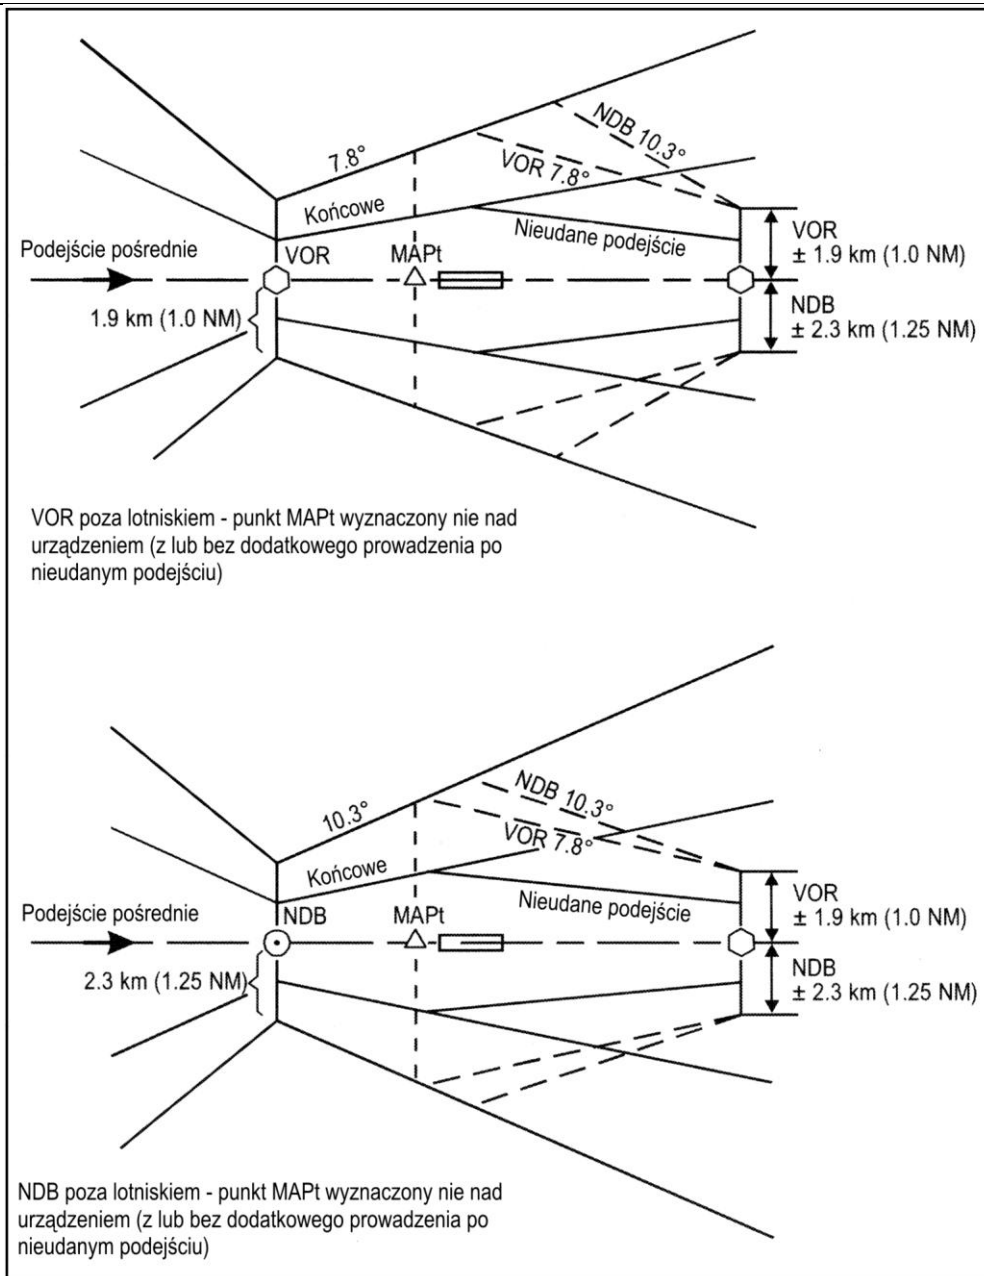 NDB 10.3°
7.8°
VOR 7.8°
Końcowe
Nieudane podejście
Podejście pośrednie
VOR
MAPt
VOR
± 1.9 km (1.0 NM)
1.9 km (1.0 NM)
NDB
± 2.3 km (1.25 NM)
VOR poza lotniskiem - punkt MAPt wyznaczony nie nad
urządzeniem (z lub bez dodatkowego prowadzenia po
nieudanym podejściu)
NDB 10.3°
10.3°
VOR 7.8°
Końcowe
Nieudane podejście
Podejście pośrednie
NDB
MAPt
VOR
± 1.9 km (1.0 NM)
2.3 km (1.25 NM)
NDB
± 2.3 km (1.25 NM)
NDB poza lotniskiem - punkt MAPt wyznaczony nie nad
urządzeniem (z lub bez dodatkowego prowadzenia po
nieudanym podejściu)